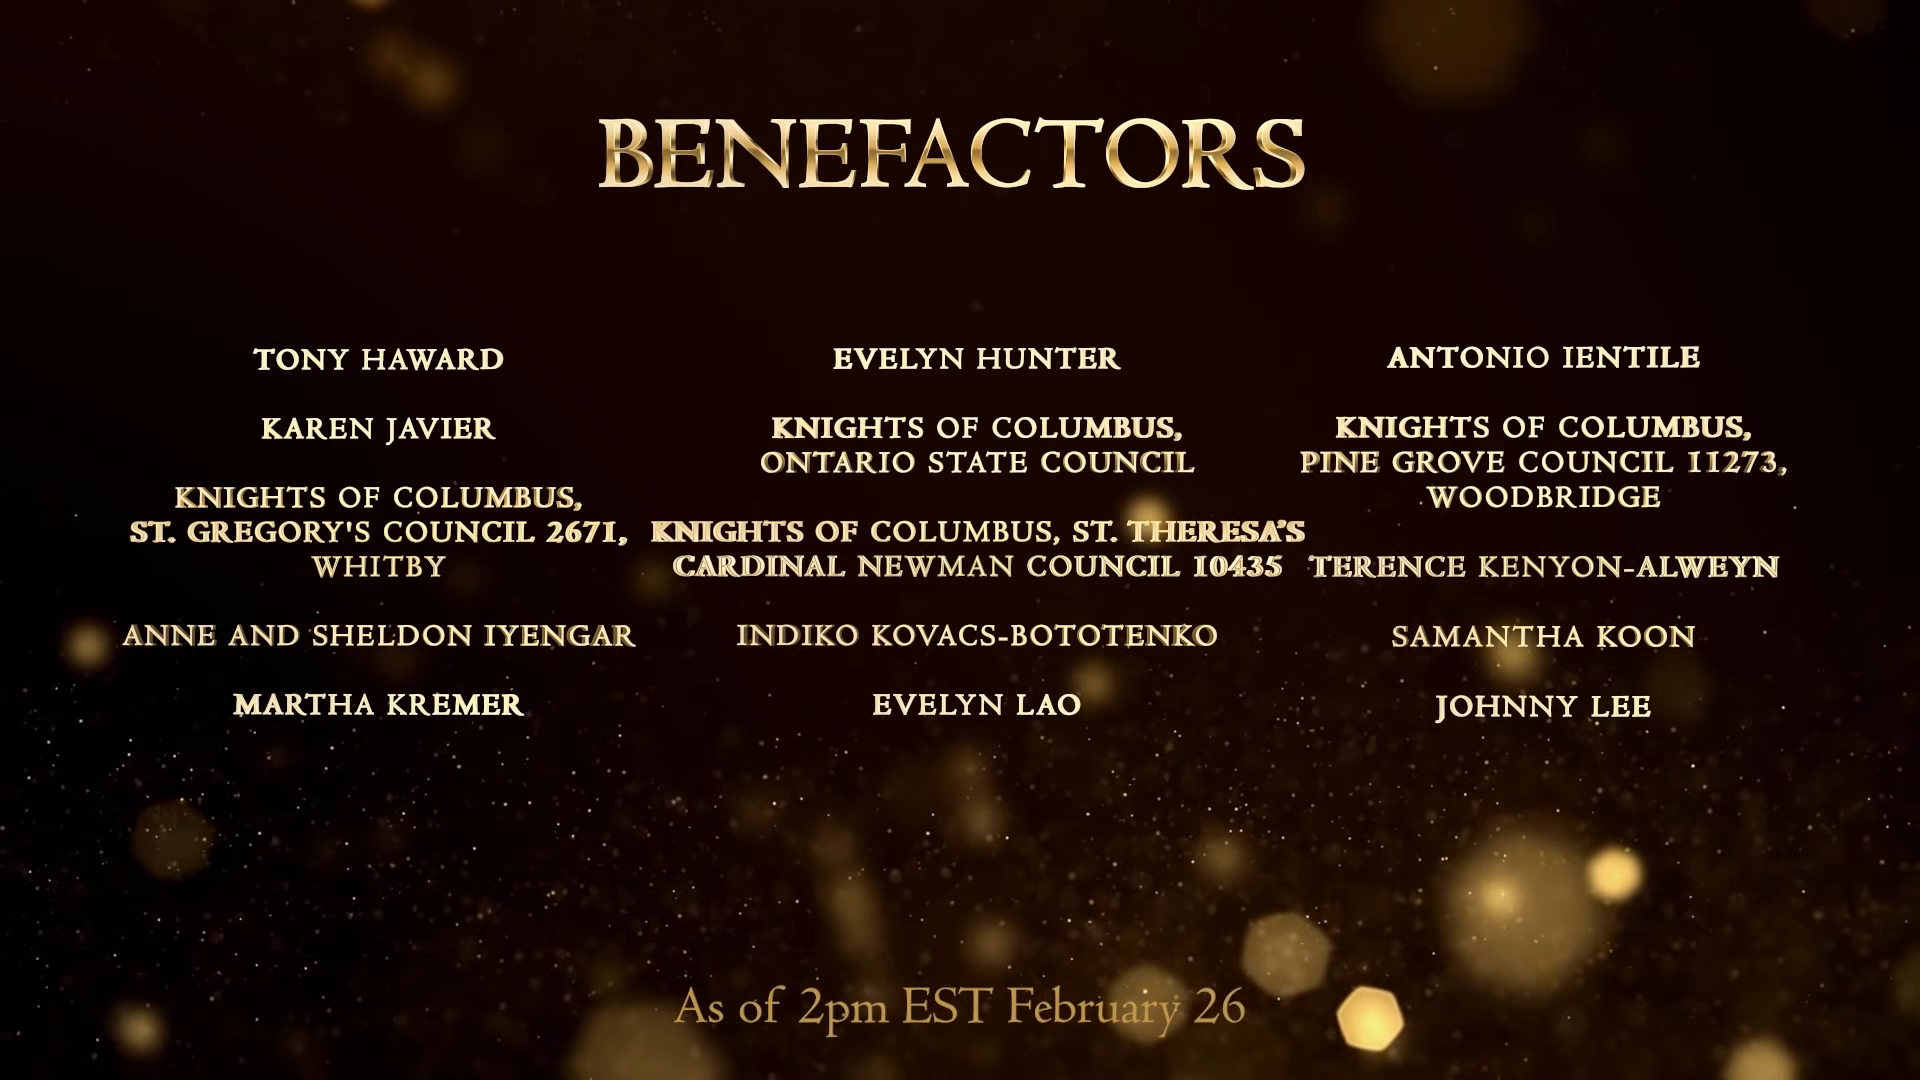 BENEFACTORS
TONY HAWARD
EVELYN HUNTER
ANTONIO IENTILE
KAREN JAVIER
KNIGHTS OF COLUMBUS,
ONTARIO STATE COUNCIL
KNIGHTS OF COLUMBUS,
PINE GROVE COUNCIL 11273,
WOODBRIDGE
KNIGHTS OF COLUMBUS,
ST. GREGORY'S COUNCIL 2671,
WHITBY
KNIGHTS OF COLUMBUS, ST. THERESA’S
CARDINAL NEWMAN COUNCIL 10435
TERENCE KENYON-ALWEYN
ANNE AND SHELDON IYENGAR
INDIKO KOVACS-BOTOTENKO
SAMANTHA KOON
MARTHA KREMER
EVELYN LAO
JOHNNY LEE
As of 2pm EST February 26